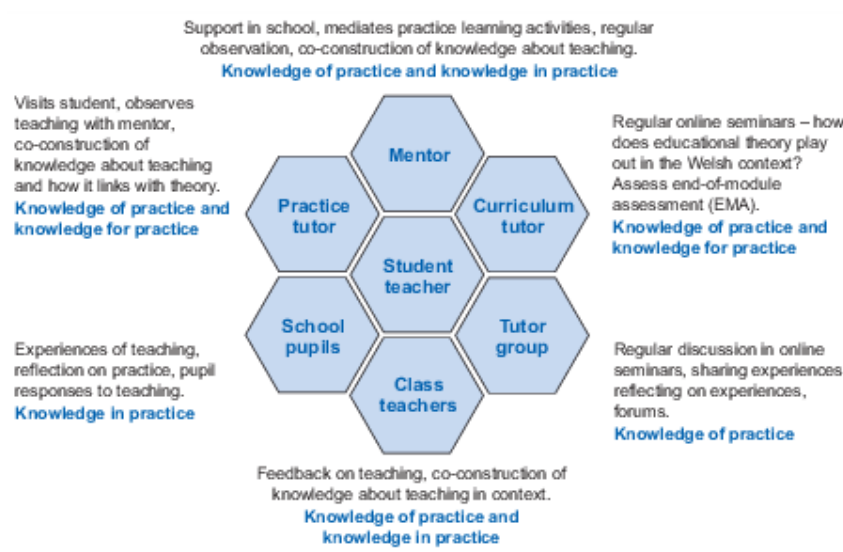 Support in school, mediates practice learning activities, regular
observation, co-construction of knowledge about teaching.
Knowledge of practice and knowledge in practice
Visits student, observes
teaching with mentor,
co-construction of
knowledge about teaching
and how it links with theory.
Knowledge of practice and
knowledge for practice
Mentor
Practice
tutor
Curriculum
tutor
Regular online seminars – how
does educational theory play
out in the Welsh context?
Assess end-of-module
assessment (EMA).
Knowledge of practice and
knowledge for practice
Student
teacher
School
pupils
Tutor
group
Class
teachers
Experiences of teaching,
reflection on practice, pupil
responses to teaching.
Knowledge in practice
Regular discussion in online
seminars, sharing experiences
reflecting on experiences,
forums.
Knowledge of practice
Feedback on teaching, co-construction of
knowledge about teaching in context.
Knowledge of practice and
knowledge in practice